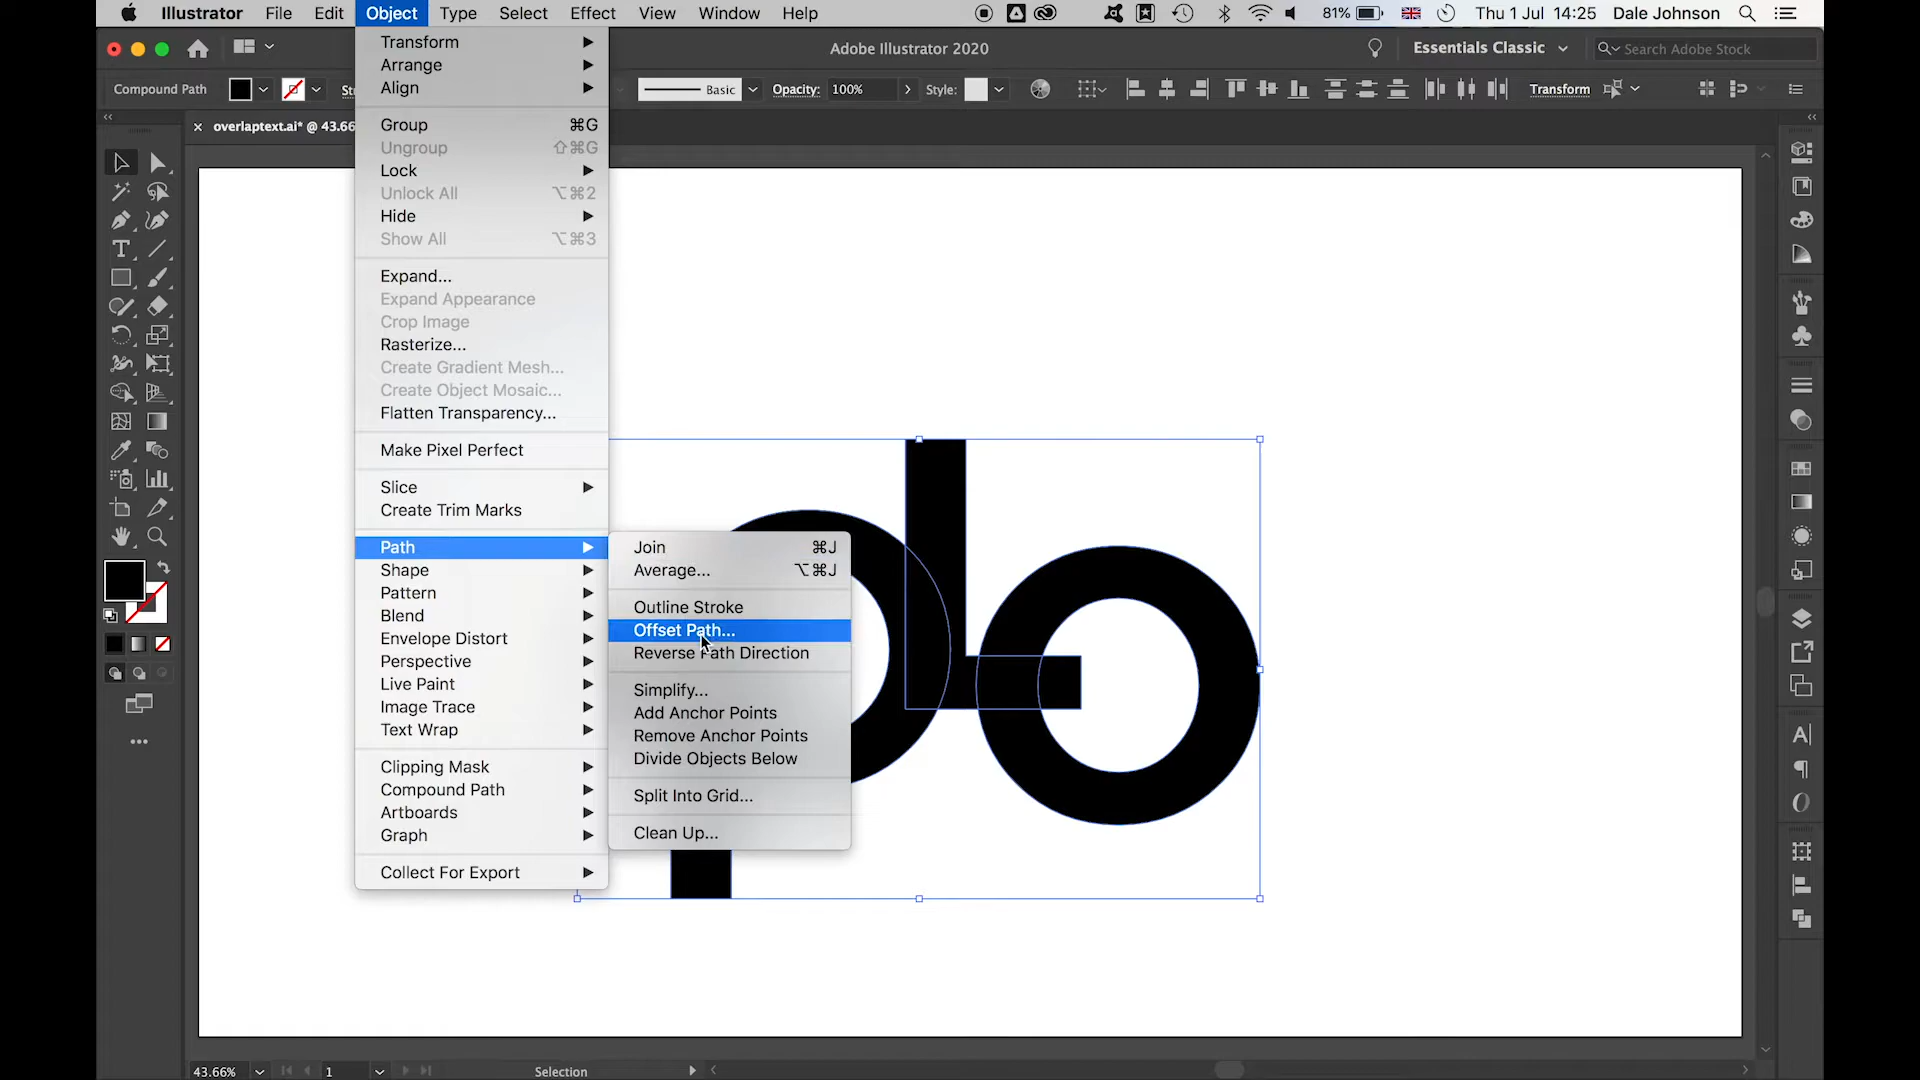 Illustrator File Edit Object Type Select Effect View Window Help 81% Thu 1 Jul 14:25 Dale Johnson
Adobe Illustrator 2020 Essentials Classic Search Adobe Stock
Compound Path St Basic Opacity: 100% Style: Transform
overlaptext.ai* @ 43.66
Transform
Arrange
Align
Group ⌘G
Ungroup ⇧⌘G
Lock
Unlock All ⌥⌘2
Hide
Show All ⌥⌘3
Expand...
Expand Appearance
Crop Image
Rasterize...
Create Gradient Mesh...
Create Object Mosaic...
Flatten Transparency...
Make Pixel Perfect
Slice
Create Trim Marks
Path
Shape
Pattern
Blend
Envelope Distort
Perspective
Live Paint
Image Trace
Text Wrap
Clipping Mask
Compound Path
Artboards
Graph
Collect For Export
Join ⌘J
Average... ⌥⌘J
Outline Stroke
Offset Path...
Reverse Path Direction
Simplify...
Add Anchor Points
Remove Anchor Points
Divide Objects Below
Split Into Grid...
Clean Up...
43.66% 1 Selection